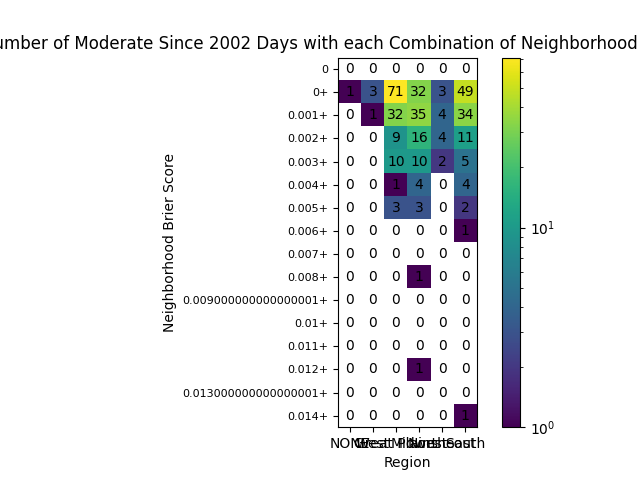 umber of Moderate Since 2002 Days with each Combination of Neighborhood
0 0 0 0 0 0 0
0+ 1 3 71 32 3 49
0.001+ 0 1 32 35 4 34
0.002+ 0 0 9 16 4 11
0.003+ 0 0 10 10 2 5
0.004+ 0 0 1 4 0 4
0.005+ 0 0 3 3 0 2
0.006+ 0 0 0 0 0 1
0.007+ 0 0 0 0 0 0
0.008+ 0 0 0 1 0 0
0.009000000000000001+ 0 0 0 0 0 0
0.01+ 0 0 0 0 0 0
0.011+ 0 0 0 0 0 0
0.012+ 0 0 0 1 0 0
0.013000000000000001+ 0 0 0 0 0 0
0.014+ 0 0 0 0 0 1
Neighborhood Brier Score
Region
10¹
10⁰